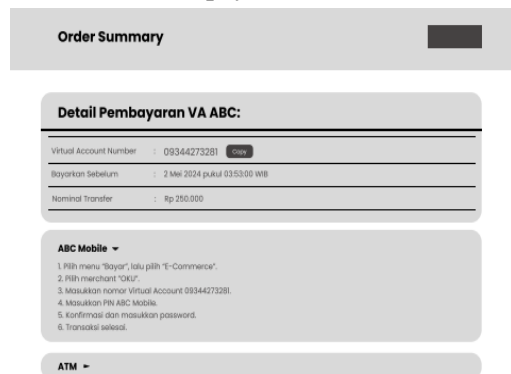 Order Summary
Detail Pembayaran VA ABC:
Virtual Account Number : 09344273281 Copy
Bayarkan Sebelum : 2 Mei 2024 pukul 03:53:00 WIB
Nominal Transfer : Rp 250.000
ABC Mobile
1. Pilih menu "Bayar", lalu pilih "E-Commerce".
2. Pilih merchant "OKU".
3. Masukkan nomor Virtual Account 09344273281.
4. Masukkan PIN ABC Mobile.
5. Konfirmasi dan masukkan password.
6. Transaksi selesai.
ATM